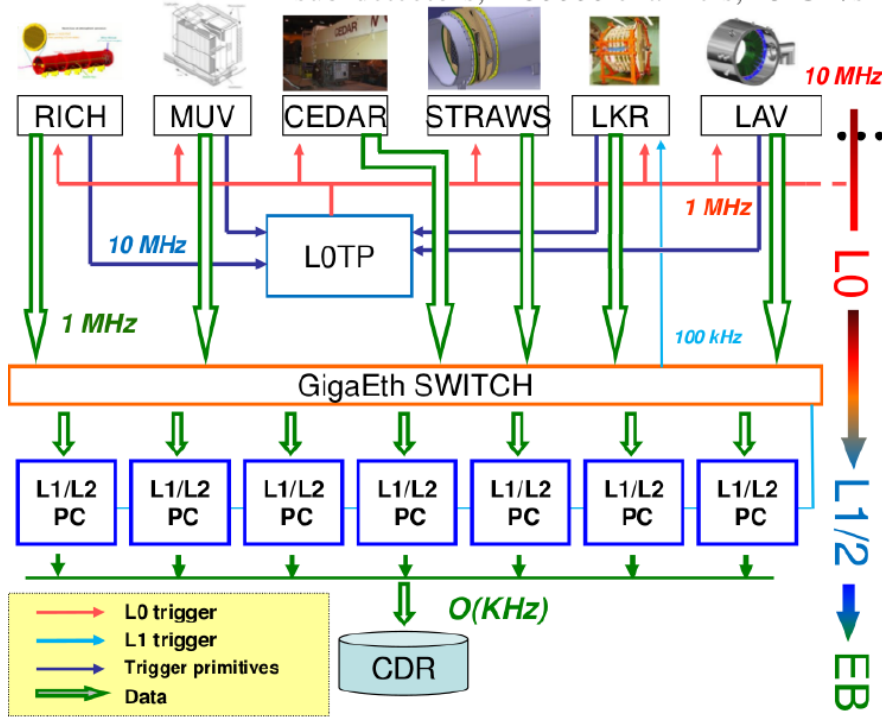 10 MHz
RICH MUV CEDAR STRAWS LKR LAV
1 MHz
10 MHz
L0TP
L0
1 MHz
100 kHz
GigaEth SWITCH
L1/L2 L1/L2 L1/L2 L1/L2 L1/L2 L1/L2 L1/L2
PC PC PC PC PC PC PC
L1/2
O(KHz)
L0 trigger
L1 trigger
Trigger primitives
Data
CDR
EB